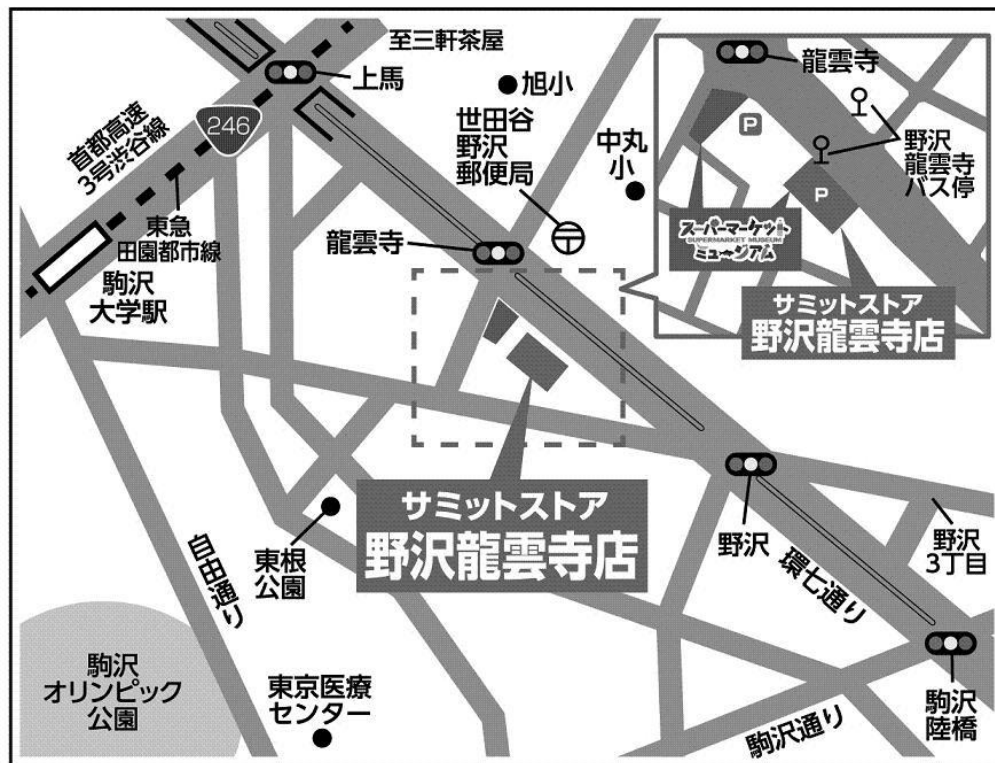 至三軒茶屋
上馬
旭小
246
首都高速
3号渋谷線
世田谷
野沢
郵便局
中丸
小
東急
田園都市線
駒沢
大学駅
龍雲寺
龍雲寺
P
野沢
龍雲寺
バス停
P
スーパーマーケット
SUPERMARKET MUSEUM
ミュージアム
サミットストア
野沢龍雲寺店
サミットストア
野沢龍雲寺店
東根
公園
自由通り
野沢
環七通り
野沢
3丁目
駒沢
オリンピック
公園
東京医療
センター
駒沢通り
駒沢
陸橋